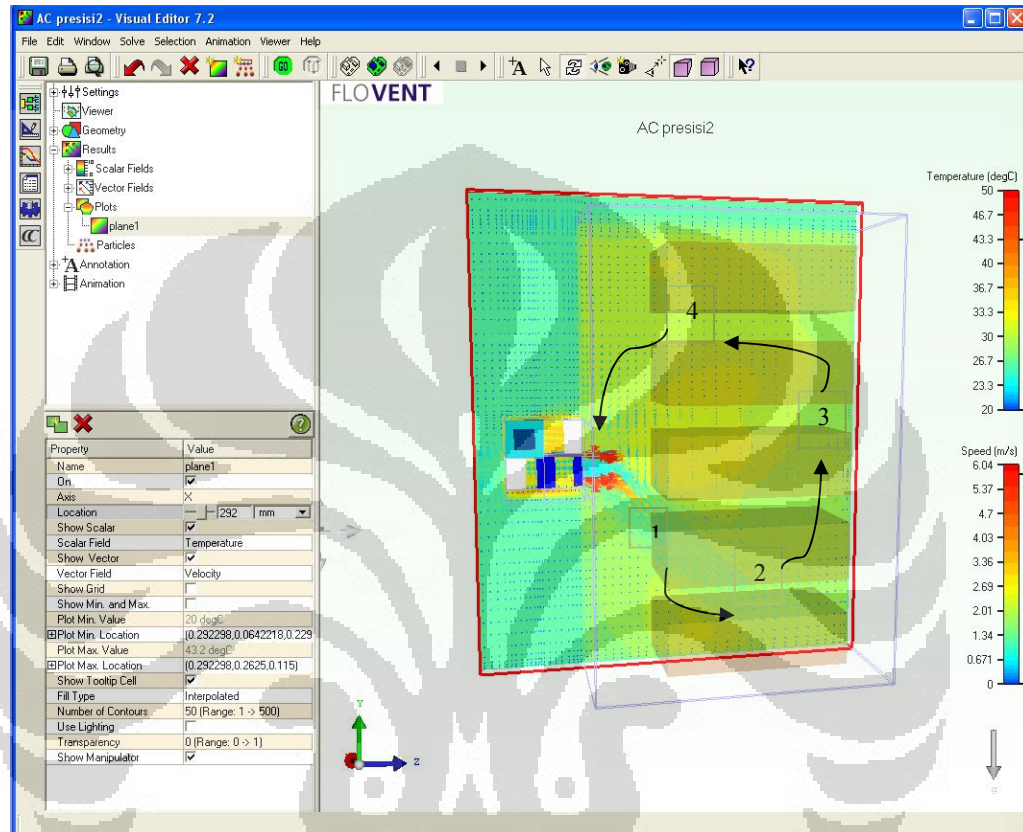 AC presisi2 - Visual Editor 7.2
File Edit Window Solve Selection Animation Viewer Help
GO
A
?
Settings
Viewer
Geometry
Results
Scalar Fields
Vector Fields
Plots
plane1
Particles
Annotation
Animation
Property Value
Name plane1
On
Axis X
Location 292 mm
Show Scalar
Scalar Field Temperature
Show Vector
Vector Field Velocity
Show Grid
Show Min. and Max.
Plot Min. Value 20 degC
Plot Min. Location (0.292298,0.0642218,0.229
Plot Max. Value 43.2 degC
Plot Max. Location (0.292298,0.2625,0.115)
Show Tooltip Cell
Fill Type Interpolated
Number of Contours 50 (Range: 1 -> 500)
Use Lighting
Transparency 0 (Range: 0 -> 1)
Show Manipulator
FLOVENT
AC presisi2
4
3
1
2
Y
Z
Temperature (degC)
50
46.7
43.3
40
36.7
33.3
30
26.7
23.3
20
Speed (m/s)
6.04
5.37
4.7
4.03
3.36
2.69
2.01
1.34
0.671
0
g